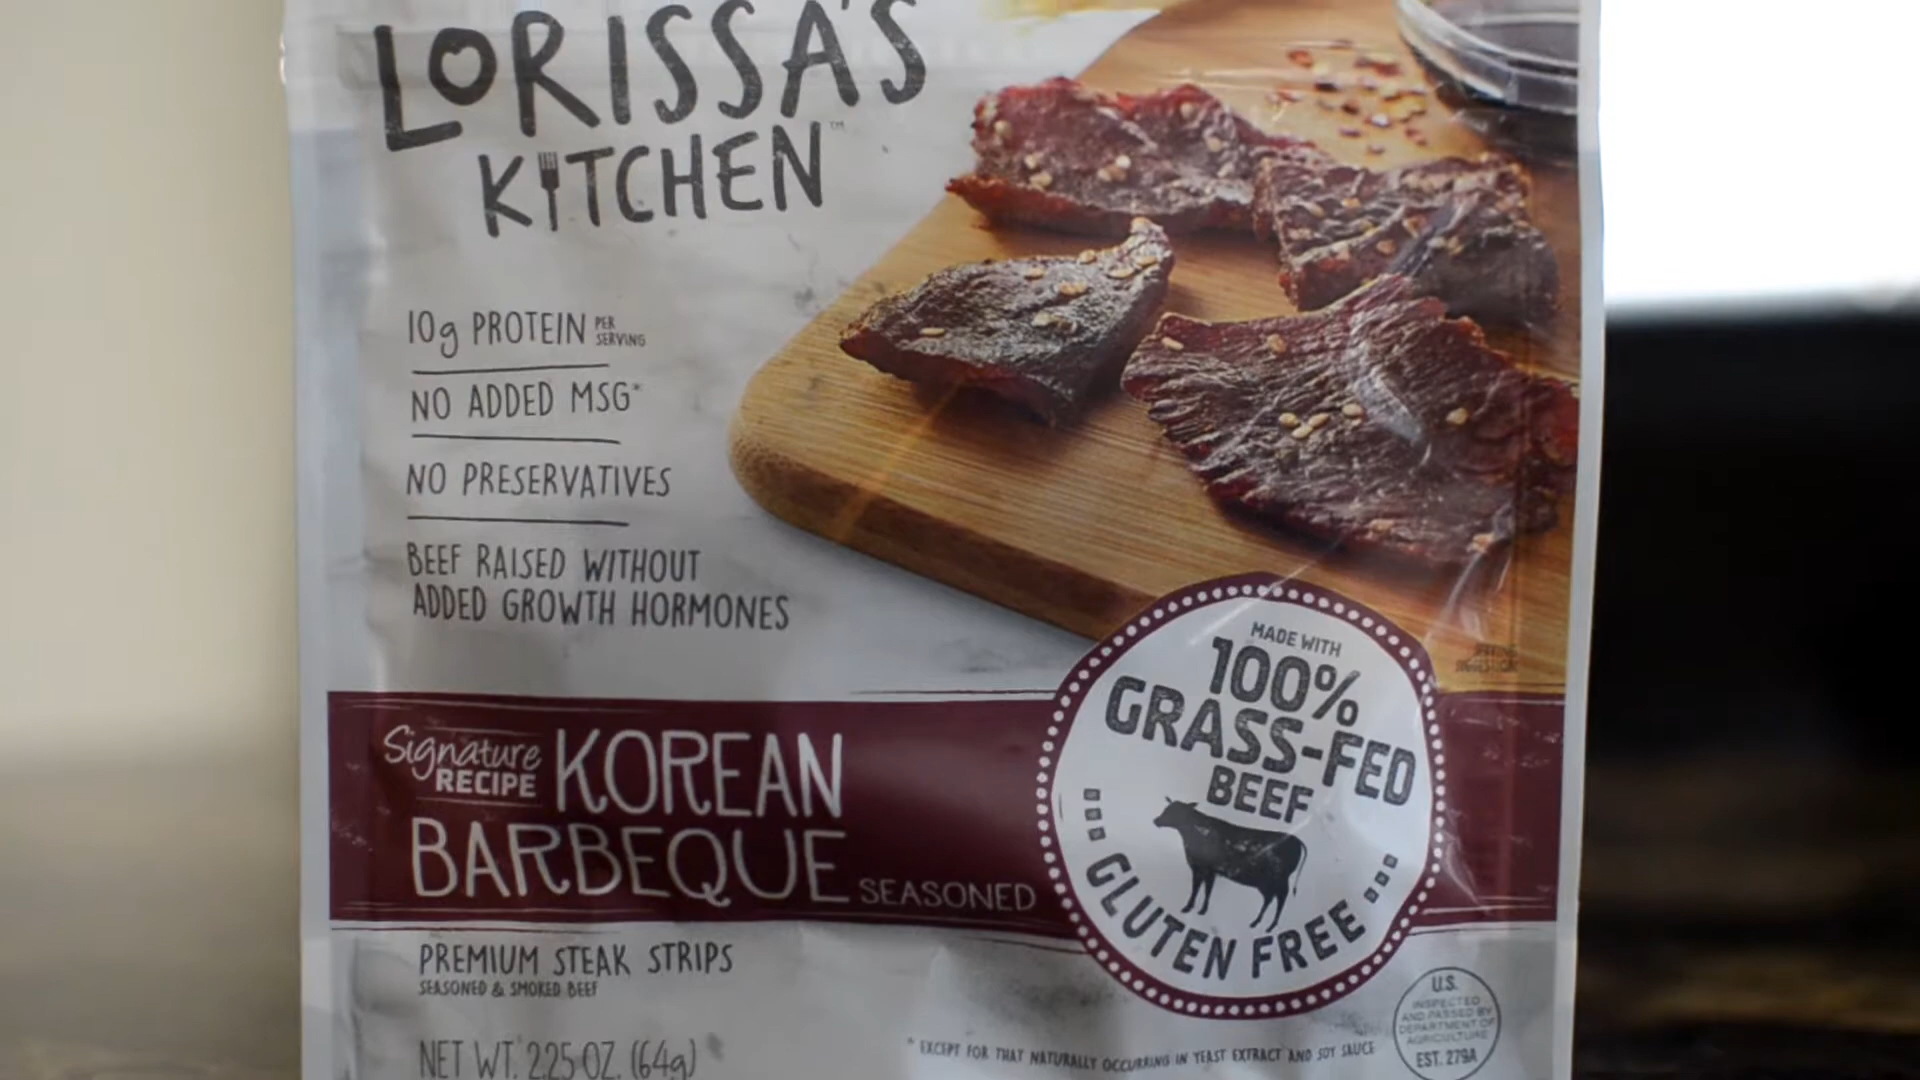 LORISSA'S
KITCHEN™
10g PROTEIN PER SERVING
NO ADDED MSG*
NO PRESERVATIVES
BEEF RAISED WITHOUT
ADDED GROWTH HORMONES
MADE WITH
100%
GRASS-FED
BEEF
GLUTEN FREE
Signature
RECIPE
KOREAN
BARBEQUE SEASONED
PREMIUM STEAK STRIPS
SEASONED & SMOKED BEEF
NET WT. 2.25 OZ. (64g)
* EXCEPT FOR THAT NATURALLY OCCURRING IN YEAST EXTRACT AND SOY SAUCE
U.S.
INSPECTED
AND PASSED BY
DEPARTMENT OF
AGRICULTURE
EST. 279A